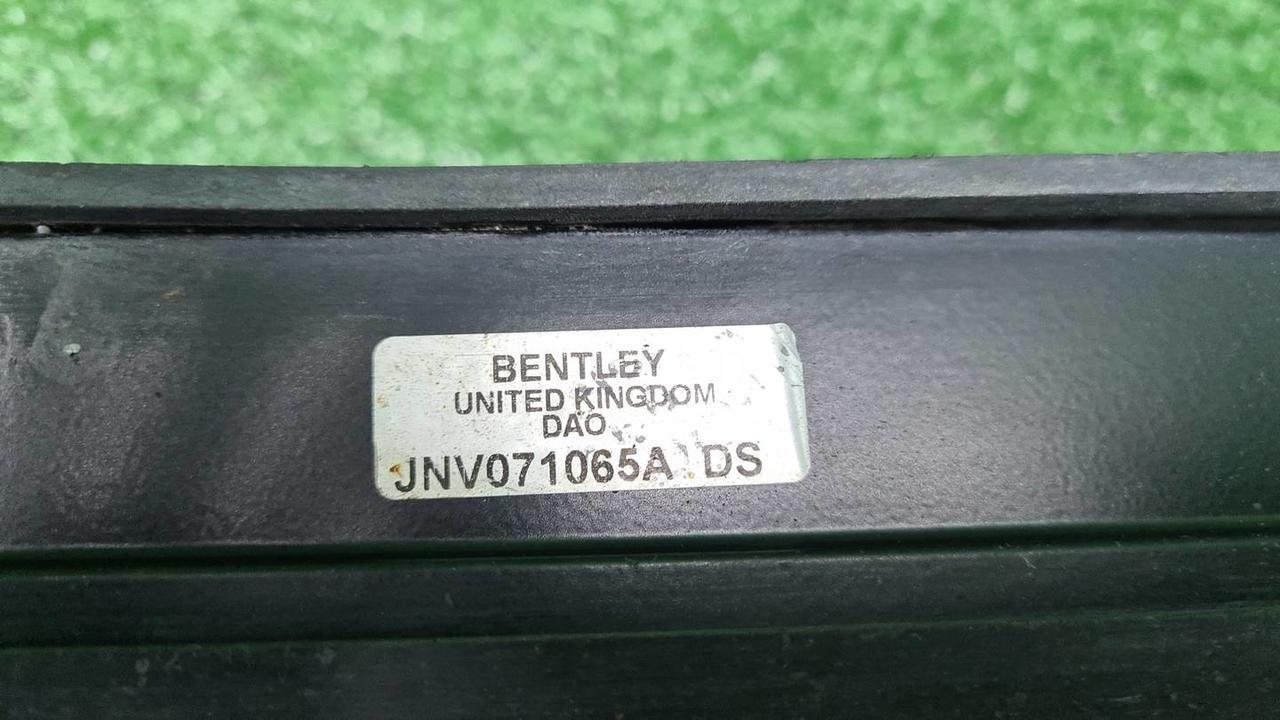 BENTLEY
UNITED KINGDOM
DAO
JNV071065A DS